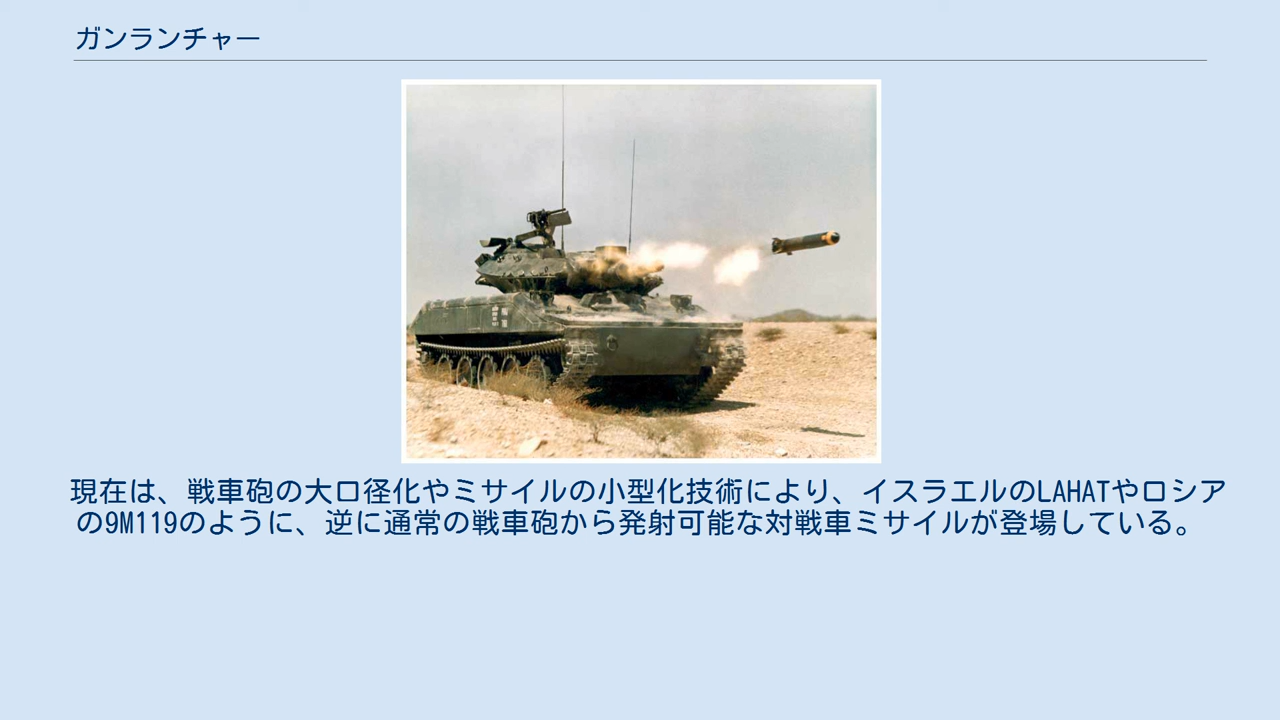 ガンランチャー
現在は、戦車砲の大口径化やミサイルの小型化技術により、イスラエルのLAHATやロシア
の9M119のように、逆に通常の戦車砲から発射可能な対戦車ミサイルが登場している。